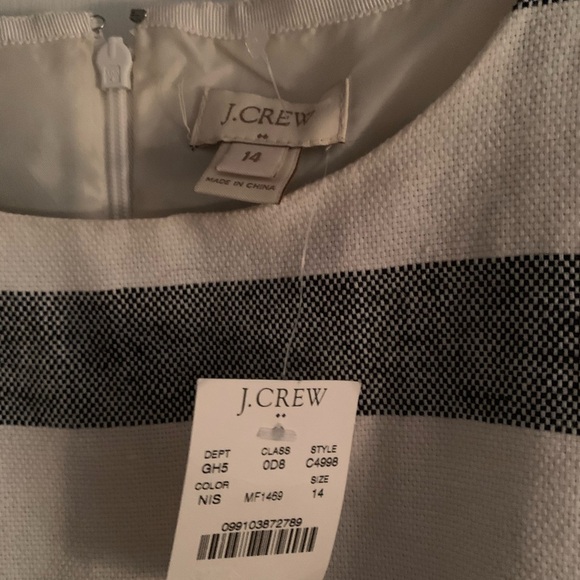 J.CREW
14
MADE IN CHINA
J.CREW
DEPT CLASS STYLE
GH5 0D8 C4998
COLOR SIZE
NIS MF1469 14
099103872789